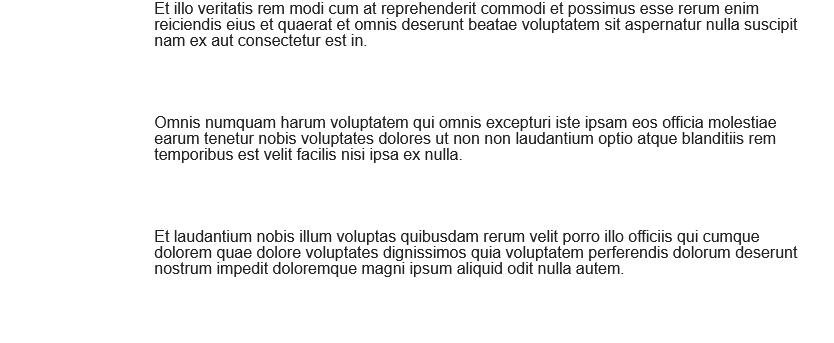 Et illo veritatis rem modi cum at reprehenderit commodi et possimus esse rerum enim
reiciendis eius et quaerat et omnis deserunt beatae voluptatem sit aspernatur nulla suscipit
nam ex aut consectetur est in.
Omnis numquam harum voluptatem qui omnis excepturi iste ipsam eos officia molestiae
earum tenetur nobis voluptates dolores ut non non laudantium optio atque blanditiis rem
temporibus est velit facilis nisi ipsa ex nulla.
Et laudantium nobis illum voluptas quibusdam rerum velit porro illo officiis qui cumque
dolorem quae dolore voluptates dignissimos quia voluptatem perferendis dolorum deserunt
nostrum impedit doloremque magni ipsum aliquid odit nulla autem.